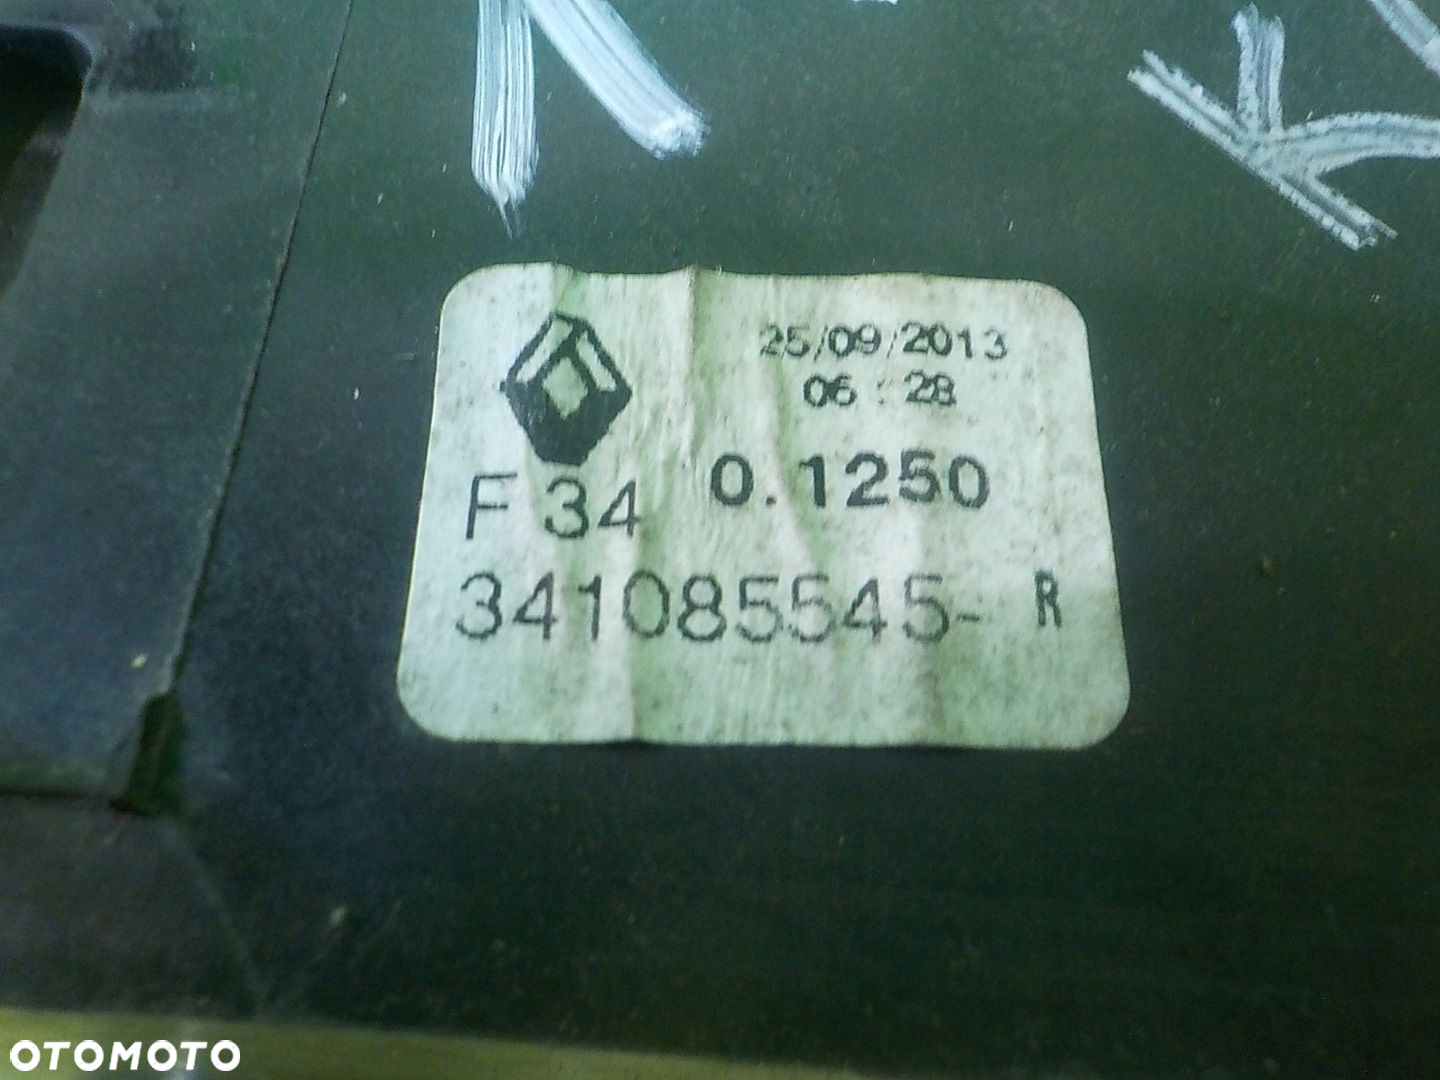 25/09/2013
06:28
F 34 0.1250
341085545- R
OTOMOTO